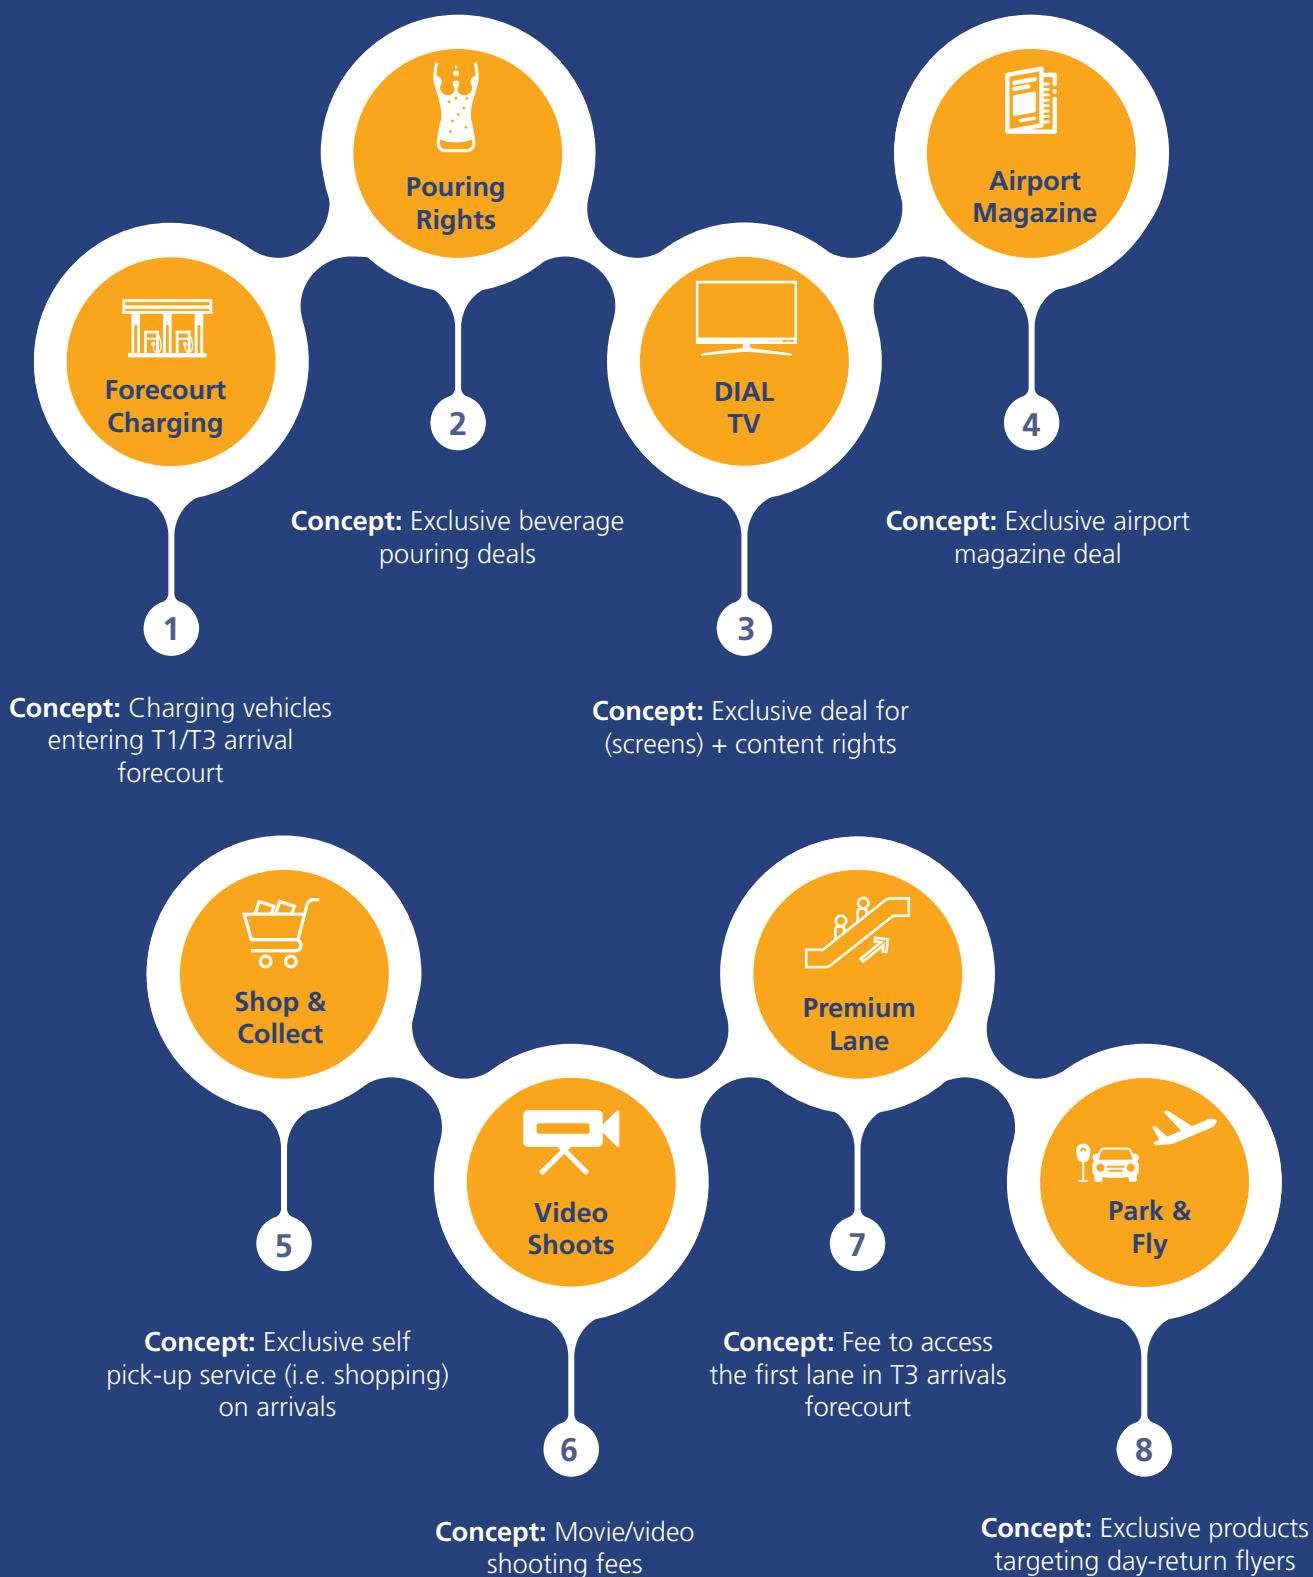 Forecourt
Charging
1
Concept: Charging vehicles
entering T1/T3 arrival
forecourt
Pouring
Rights
2
Concept: Exclusive beverage
pouring deals
DIAL
TV
3
Concept: Exclusive deal for
(screens) + content rights
Airport
Magazine
4
Concept: Exclusive airport
magazine deal
Shop &
Collect
5
Concept: Exclusive self
pick-up service (i.e. shopping)
on arrivals
Video
Shoots
6
Concept: Movie/video
shooting fees
Premium
Lane
7
Concept: Fee to access
the first lane in T3 arrivals
forecourt
Park &
Fly
8
Concept: Exclusive products
targeting day-return flyers